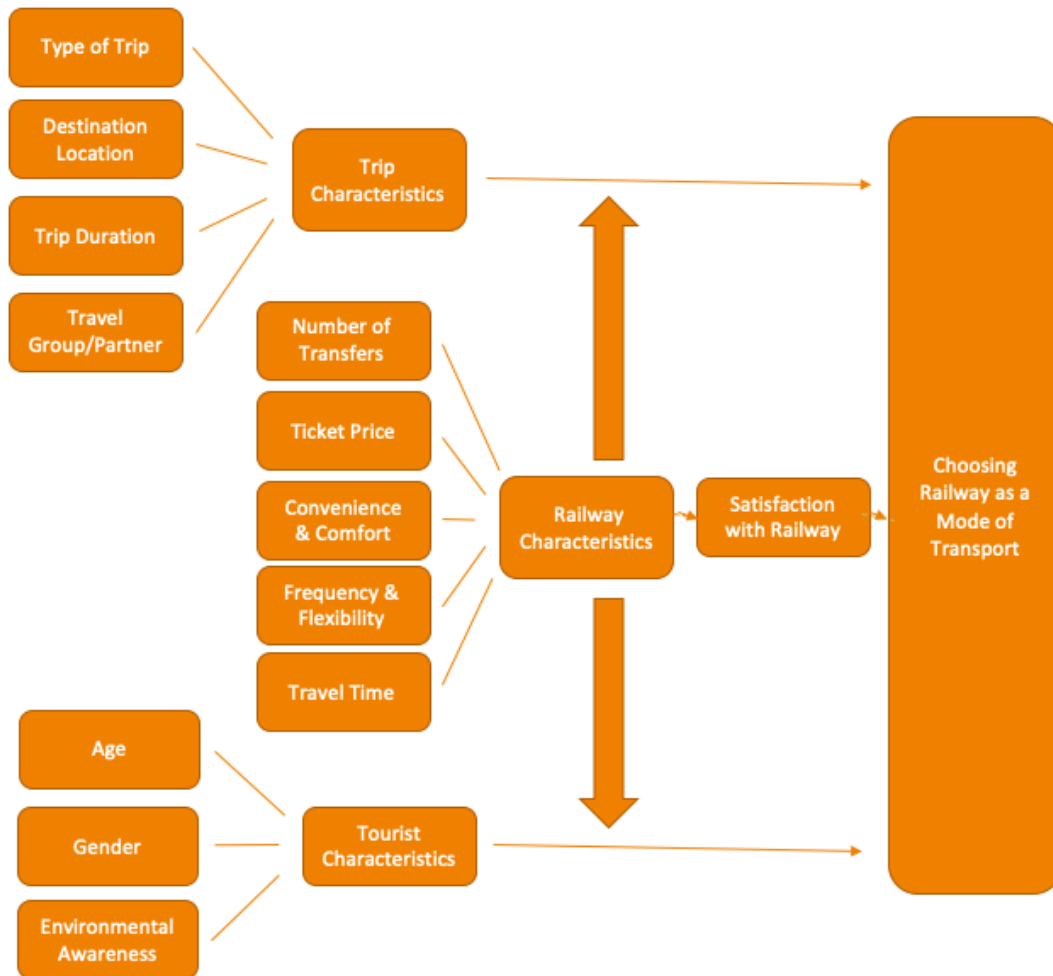 Type of Trip
Destination
Location
Trip Duration
Travel
Group/Partner
Trip
Characteristics
Number of
Transfers
Ticket Price
Convenience
& Comfort
Frequency &
Flexibility
Travel Time
Railway
Characteristics
Satisfaction
with Railway
Choosing
Railway as a
Mode of
Transport
Age
Gender
Environmental
Awareness
Tourist
Characteristics